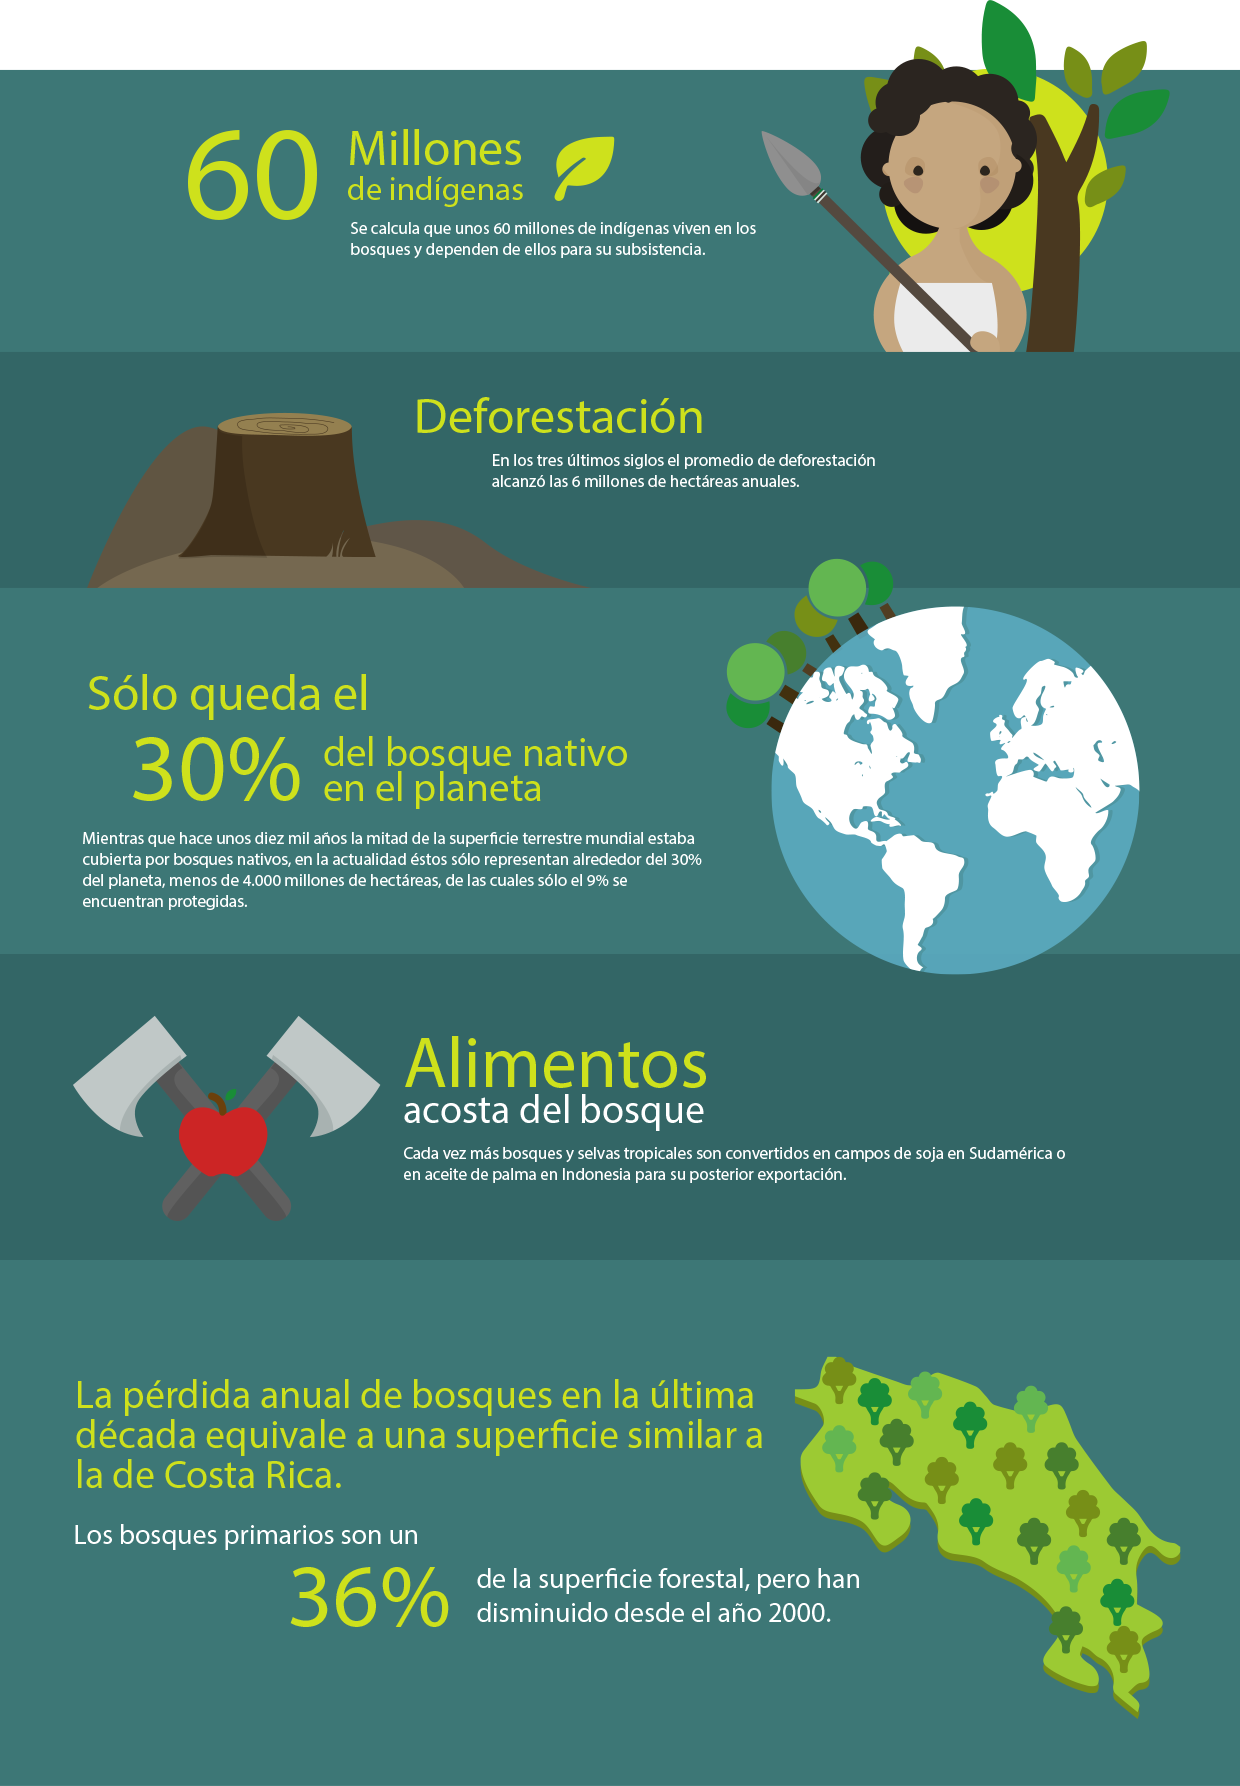 60 Millones
de indígenas
Se calcula que unos 60 millones de indígenas viven en los
bosques y dependen de ellos para su subsistencia.
Deforestación
En los tres últimos siglos el promedio de deforestación
alcanzó las 6 millones de hectáreas anuales.
Sólo queda el
30% del bosque nativo
en el planeta
Mientras que hace unos diez mil años la mitad de la superficie terrestre mundial estaba
cubierta por bosques nativos, en la actualidad éstos sólo representan alrededor del 30%
del planeta, menos de 4.000 millones de hectáreas, de las cuales sólo el 9% se
encuentran protegidas.
Alimentos
acosta del bosque
Cada vez más bosques y selvas tropicales son convertidos en campos de soja en Sudamérica o
en aceite de palma en Indonesia para su posterior exportación.
La pérdida anual de bosques en la última
década equivale a una superficie similar a
la de Costa Rica.
Los bosques primarios son un
36% de la superficie forestal, pero han
disminuido desde el año 2000.